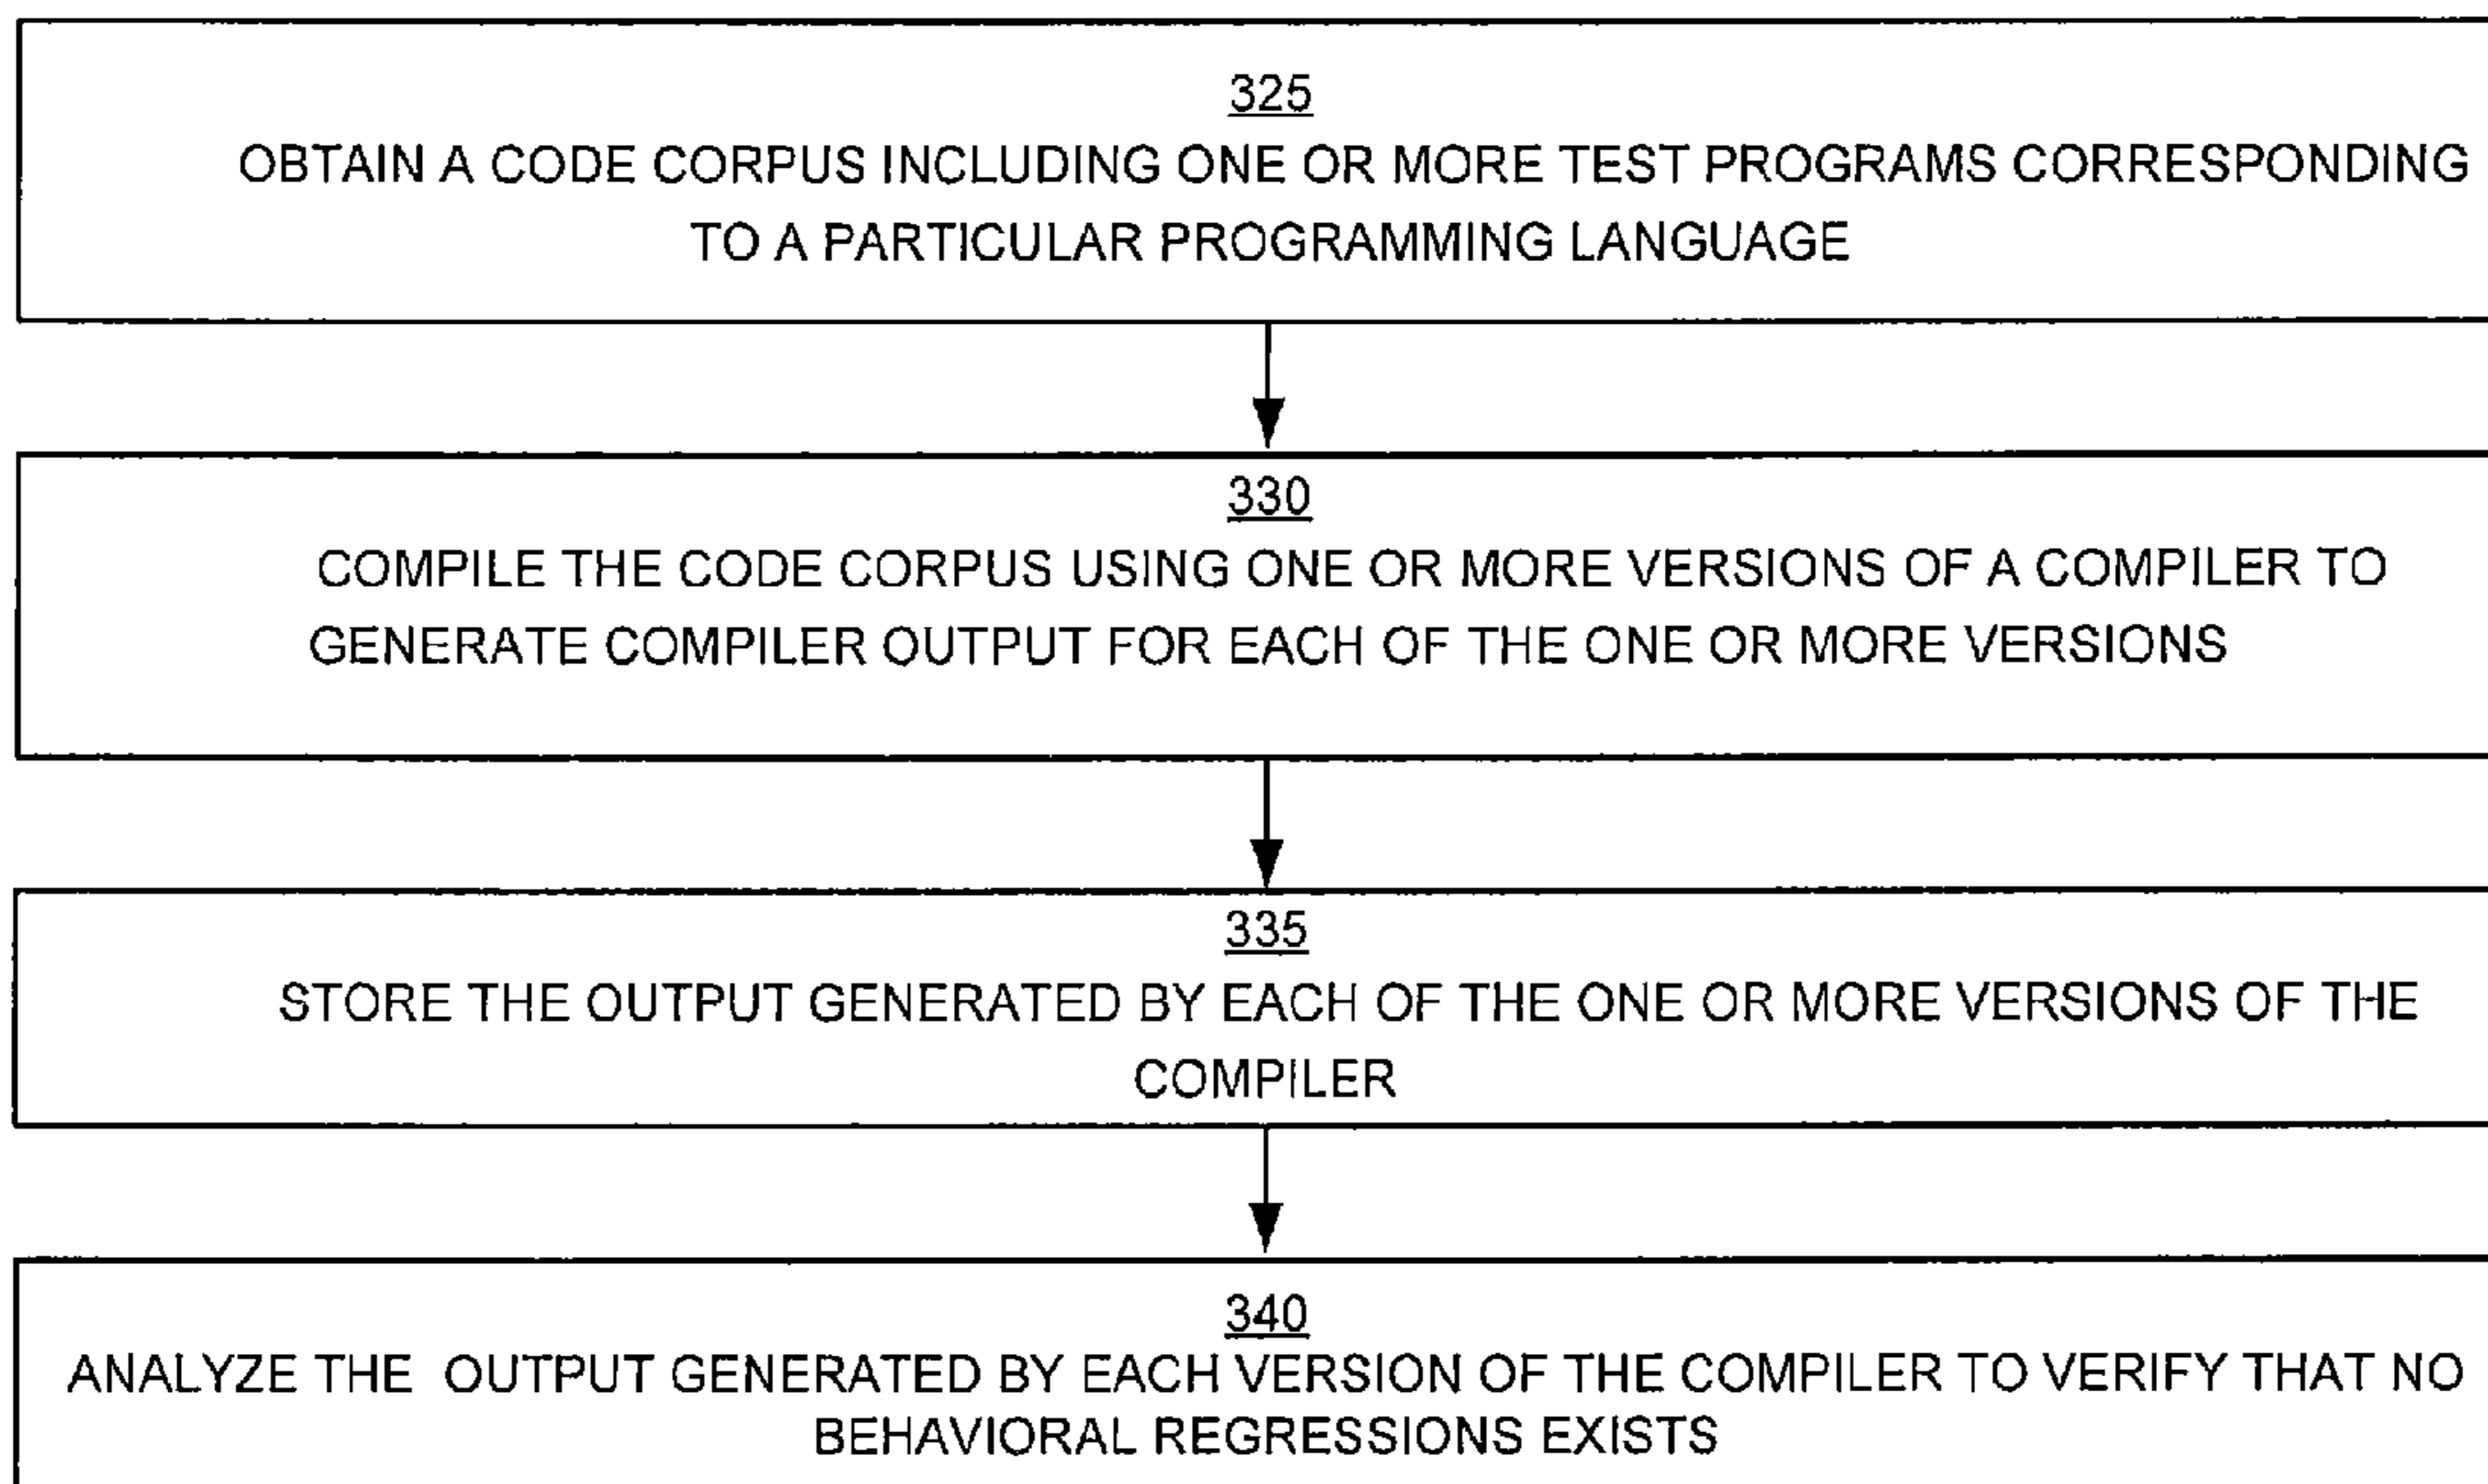 325
OBTAIN A CODE CORPUS INCLUDING ONE OR MORE TEST PROGRAMS CORRESPONDING
TO A PARTICULAR PROGRAMMING LANGUAGE
330
COMPILE THE CODE CORPUS USING ONE OR MORE VERSIONS OF A COMPILER TO
GENERATE COMPILER OUTPUT FOR EACH OF THE ONE OR MORE VERSIONS
335
STORE THE OUTPUT GENERATED BY EACH OF THE ONE OR MORE VERSIONS OF THE
COMPILER
340
ANALYZE THE OUTPUT GENERATED BY EACH VERSION OF THE COMPILER TO VERIFY THAT NO
BEHAVIORAL REGRESSIONS EXISTS